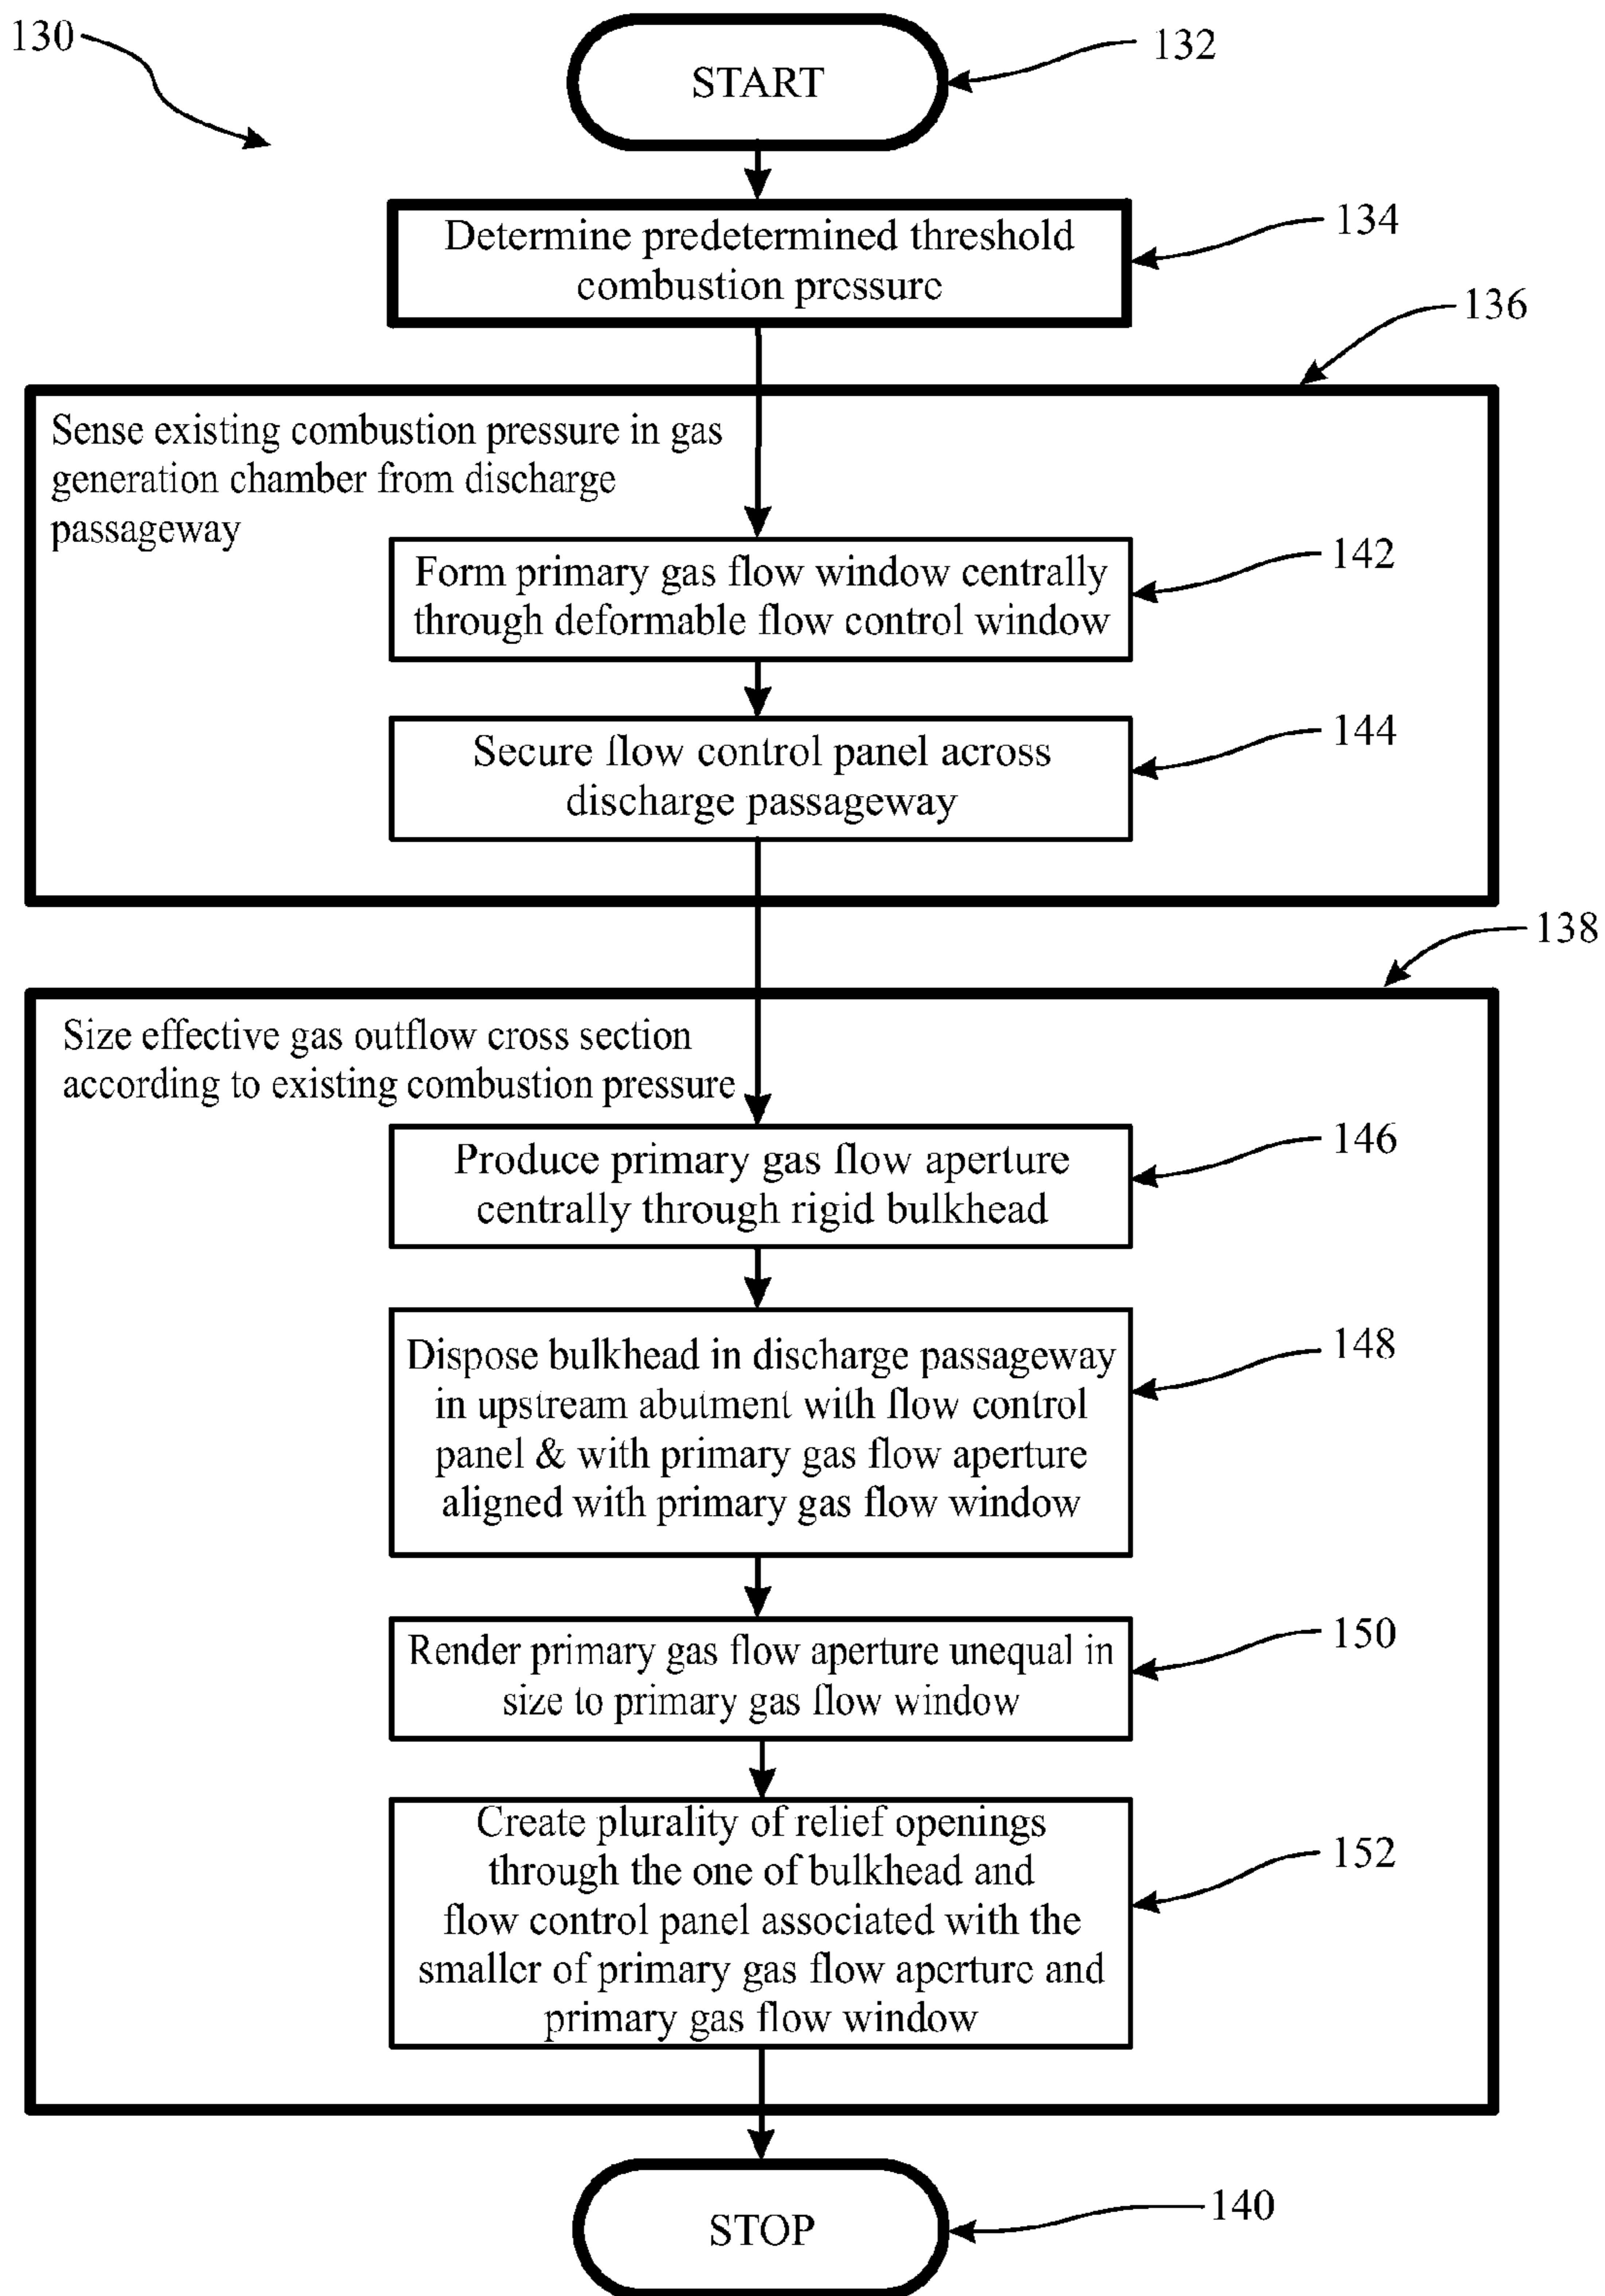 130
START
132
Determine predetermined threshold
combustion pressure
134
136
Sense existing combustion pressure in gas
generation chamber from discharge
passageway
Form primary gas flow window centrally
through deformable flow control window
142
Secure flow control panel across
discharge passageway
144
138
Size effective gas outflow cross section
according to existing combustion pressure
Produce primary gas flow aperture
centrally through rigid bulkhead
146
Dispose bulkhead in discharge passageway
in upstream abutment with flow control
panel & with primary gas flow aperture
aligned with primary gas flow window
148
Render primary gas flow aperture unequal in
size to primary gas flow window
150
Create plurality of relief openings
through the one of bulkhead and
flow control panel associated with the
smaller of primary gas flow aperture and
primary gas flow window
152
STOP
140